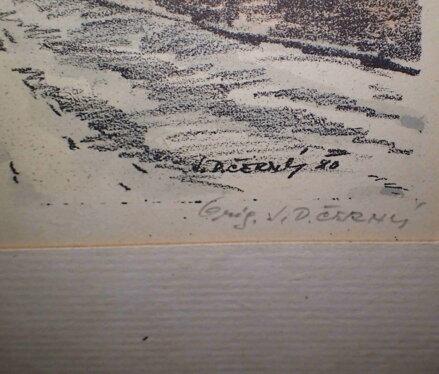 V. D. ČERNÝ 80
Orig. V. D. ČERNÝ